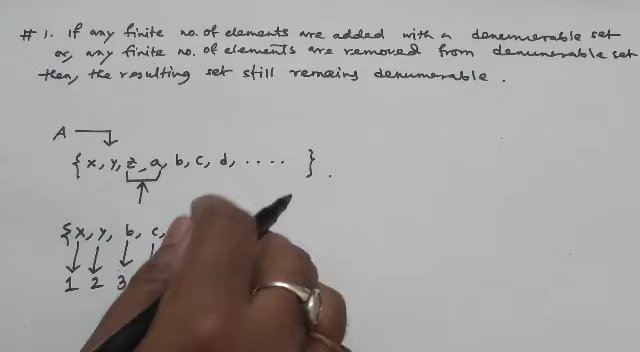 # 1. If any finite no. of elements are added with a denumerable set
or, any finite no. of elements are removed from denumerable set
then, the resulting set still remains denumerable .
A
{ x, y, z, a, b, c, d, .... } .
{ x, y, b, c,
1 2 3